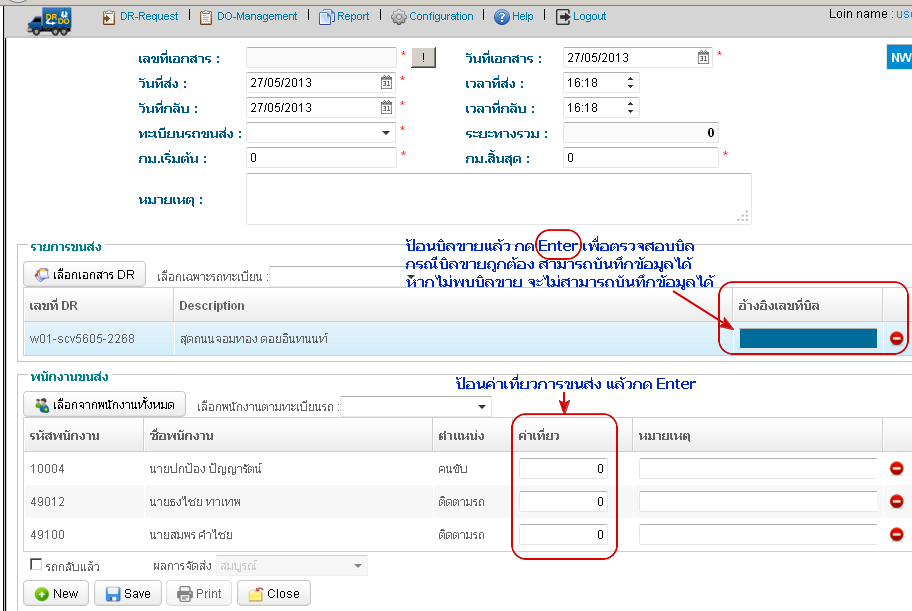 DR & DO
DR-Request | DO-Management | Report | Configuration | Help | Logout
Loin name : use
เลขที่เอกสาร : * ! วันที่เอกสาร : 27/05/2013 31 *
NW
วันที่ส่ง : 27/05/2013 31 * เวลาที่ส่ง : 16:18
วันที่กลับ : 27/05/2013 31 * เวลาที่กลับ : 16:18
ทะเบียนรถขนส่ง : * ระยะทางรวม : 0
กม.เริ่มต้น : 0 * กม.สิ้นสุด : 0 *
หมายเหตุ :
ป้อนบิลขายแล้ว กด Enter เพื่อตรวจสอบบิล
กรณีบิลขายถูกต้อง สามารถบันทึกข้อมูลได้
หากไม่พบบิลขาย จะไม่สามารถบันทึกข้อมูลได้
รายการขนส่ง
เลือกเอกสาร DR เลือกเฉพาะรถทะเบียน :
เลขที่ DR Description อ้างอิงเลขที่บิล
w01-scv5605-2268 สุดถนนจอมทอง ดอยอินทนนท์
พนักงานขนส่ง
ป้อนค่าเที่ยวการขนส่ง แล้วกด Enter
เลือกจากพนักงานทั้งหมด เลือกพนักงานตามทะเบียนรถ :
รหัสพนักงาน ชื่อพนักงาน ตำแหน่ง ค่าเที่ยว หมายเหตุ
10004 นายปกป้อง ปัญญารัตน์ คนขับ 0
49012 นายธงไชย ทาเทพ ติดตามรถ 0
49100 นายสมพร คำไชย ติดตามรถ 0
รถกลับแล้ว ผลการจัดส่ง สมบูรณ์
New Save Print Close